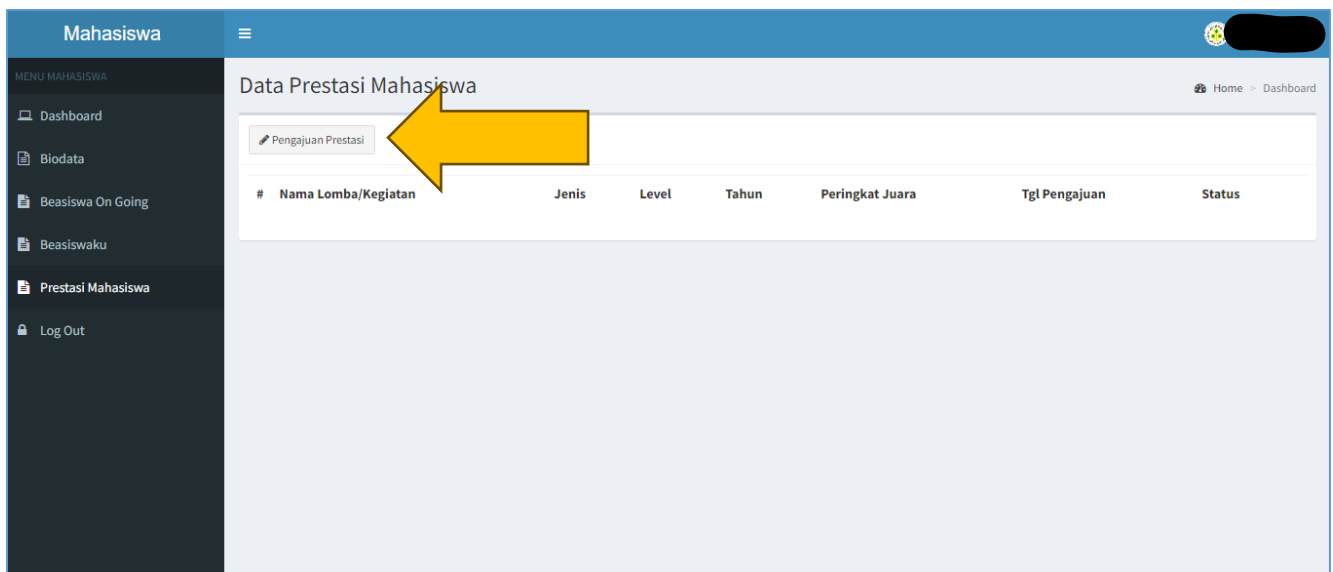 Mahasiswa
MENU MAHASISWA
Dashboard
Biodata
Beasiswa On Going
Beasiswaku
Prestasi Mahasiswa
Log Out
Data Prestasi Mahasiswa
Home > Dashboard
Pengajuan Prestasi
# Nama Lomba/Kegiatan Jenis Level Tahun Peringkat Juara Tgl Pengajuan Status